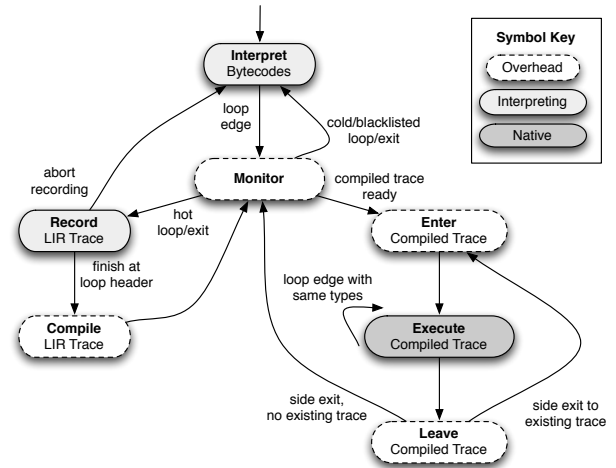 Symbol Key
Overhead
Interpreting
Native
Interpret
Bytecodes
loop
edge
cold/blacklisted
loop/exit
abort
recording
Monitor
compiled trace
ready
hot
loop/exit
Record
LIR Trace
Enter
Compiled Trace
finish at
loop header
loop edge with
same types
Compile
LIR Trace
Execute
Compiled Trace
side exit,
no existing trace
side exit to
existing trace
Leave
Compiled Trace